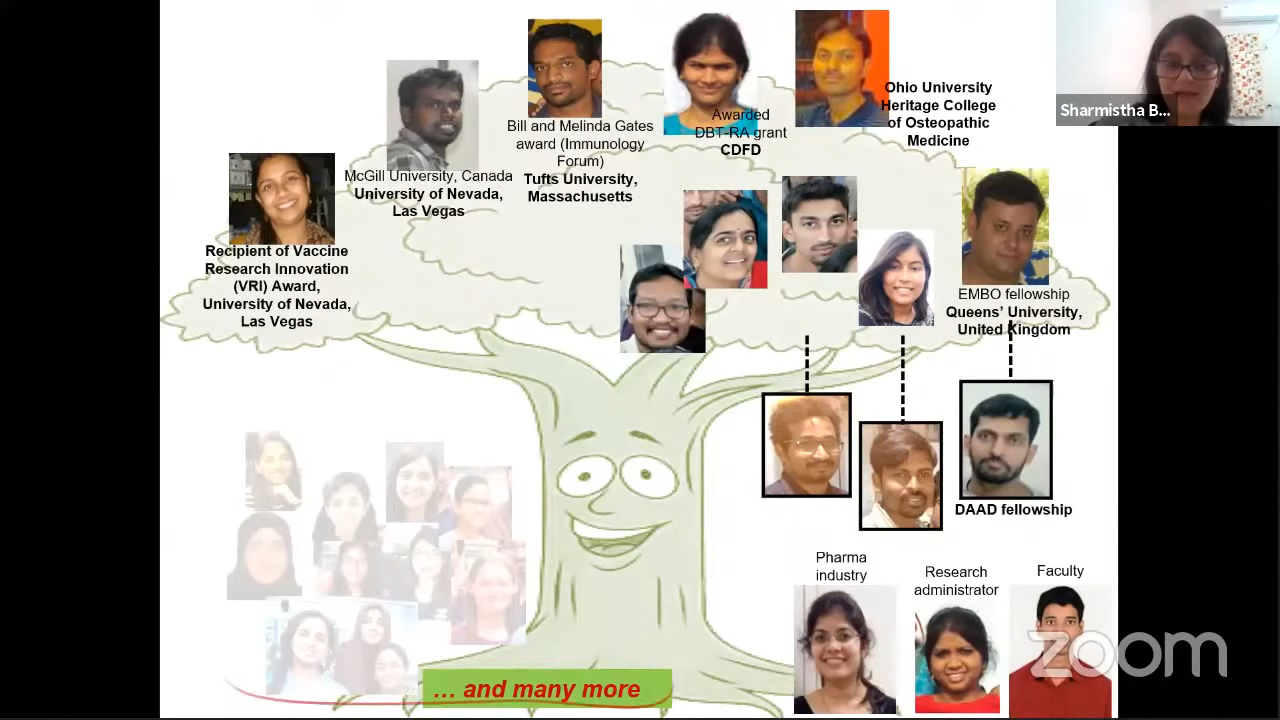 Sharmistha B...
Ohio University
Heritage College
of Osteopathic
Medicine
Awarded
DBT-RA grant
CDFD
Bill and Melinda Gates
award (Immunology
Forum)
Tufts University,
Massachusetts
McGill University, Canada
University of Nevada,
Las Vegas
Recipient of Vaccine
Research Innovation
(VRI) Award,
University of Nevada,
Las Vegas
EMBO fellowship
Queens' University,
United Kingdom
DAAD fellowship
Pharma
industry
Research
administrator
Faculty
zoom
... and many more